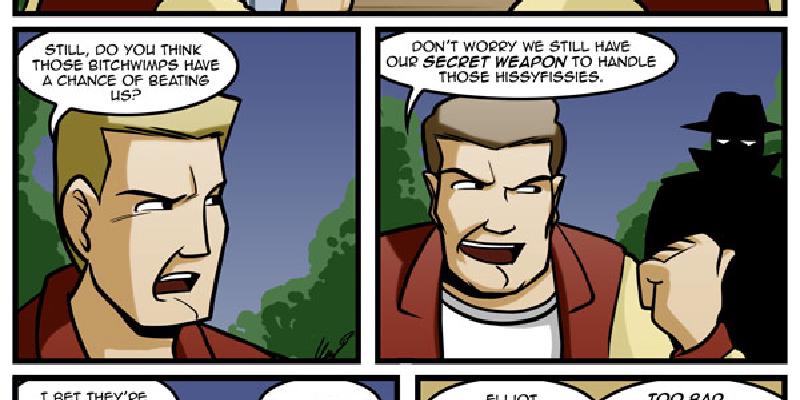 STILL, DO YOU THINK
THOSE BITCHWIMPS HAVE
A CHANCE OF BEATING
US?
DON'T WORRY WE STILL HAVE
OUR SECRET WEAPON TO HANDLE
THOSE HISSYFISSIES.
I BET THEY'RE
ELLIOT
TOO BAD